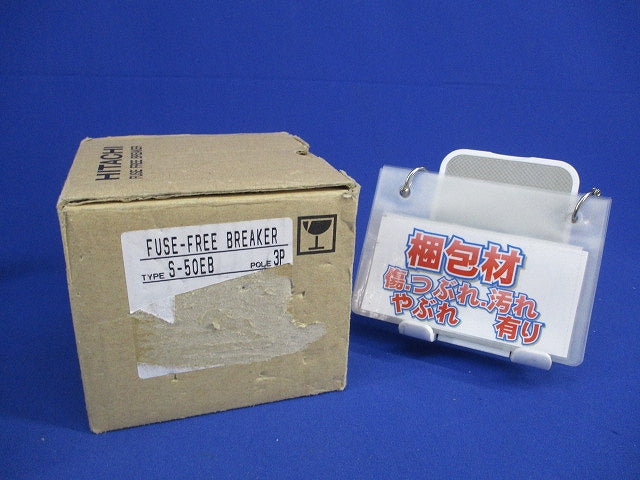 HITACHI
FUSE FREE BREAKER
FUSE-FREE BREAKER
TYPE S-50EB POLE 3P
梱包材
傷・つぶれ・汚れ
やぶれ 有り